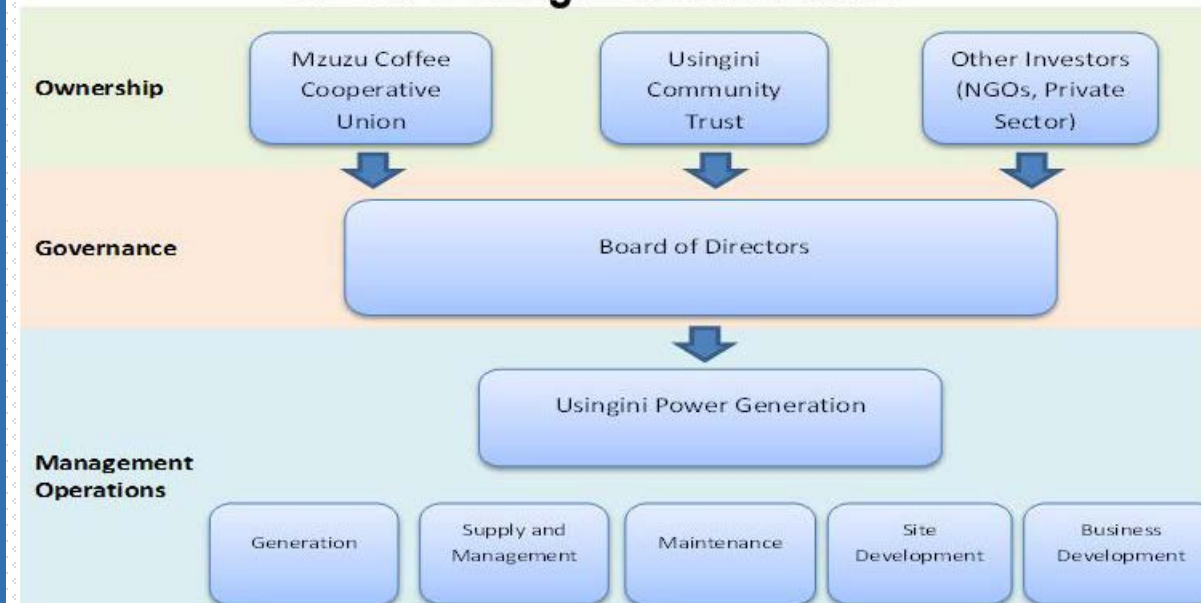 Ownership
Mzuzu Coffee
Cooperative
Union
Usingini
Community
Trust
Other Investors
(NGOs, Private
Sector)
Governance
Board of Directors
Usingini Power Generation
Management
Operations
Generation
Supply and
Management
Maintenance
Site
Development
Business
Development